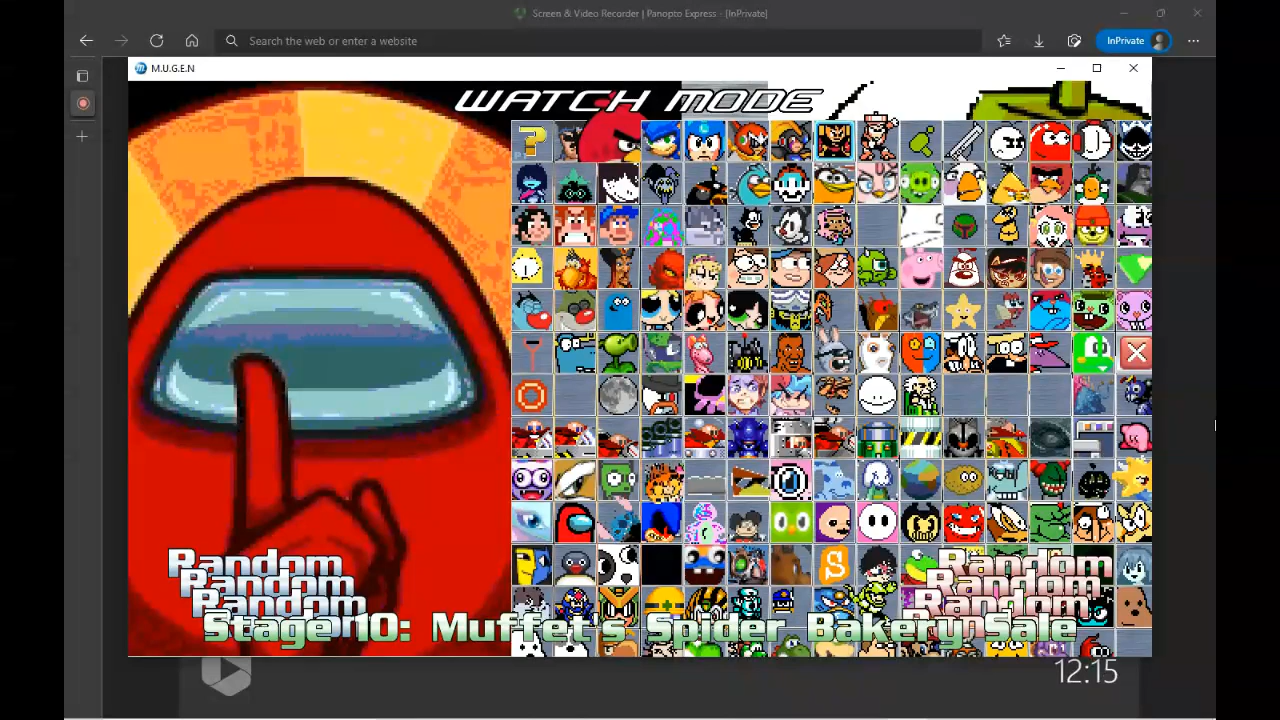 Screen & Video Recorder | Panopto Express - [InPrivate]
Search the web or enter a website
InPrivate
M.U.G.E.N
WATCH MODE
Random
Random
Random
Random
Random
Random
Stage 10: Muffet's Spider Bakery Sale
12:15